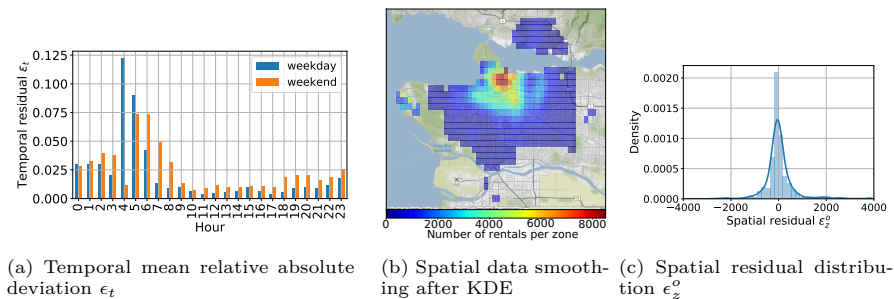 Temporal residual ϵt
0.125
0.100
0.075
0.050
0.025
0.000
weekday
weekend
0 1 2 3 4 5 6 7 8 9 10 11 12 13 14 15 16 17 18 19 20 21 22 23
Hour
(a) Temporal mean relative absolute
deviation ϵt
0 2000 4000 6000 8000
Number of rentals per zone
(b) Spatial data smooth-
ing after KDE
Density
0.0020
0.0015
0.0010
0.0005
0.0000
−4000 −2000 0 2000 4000
Spatial residual ϵzo
(c) Spatial residual distribu-
tion ϵzo